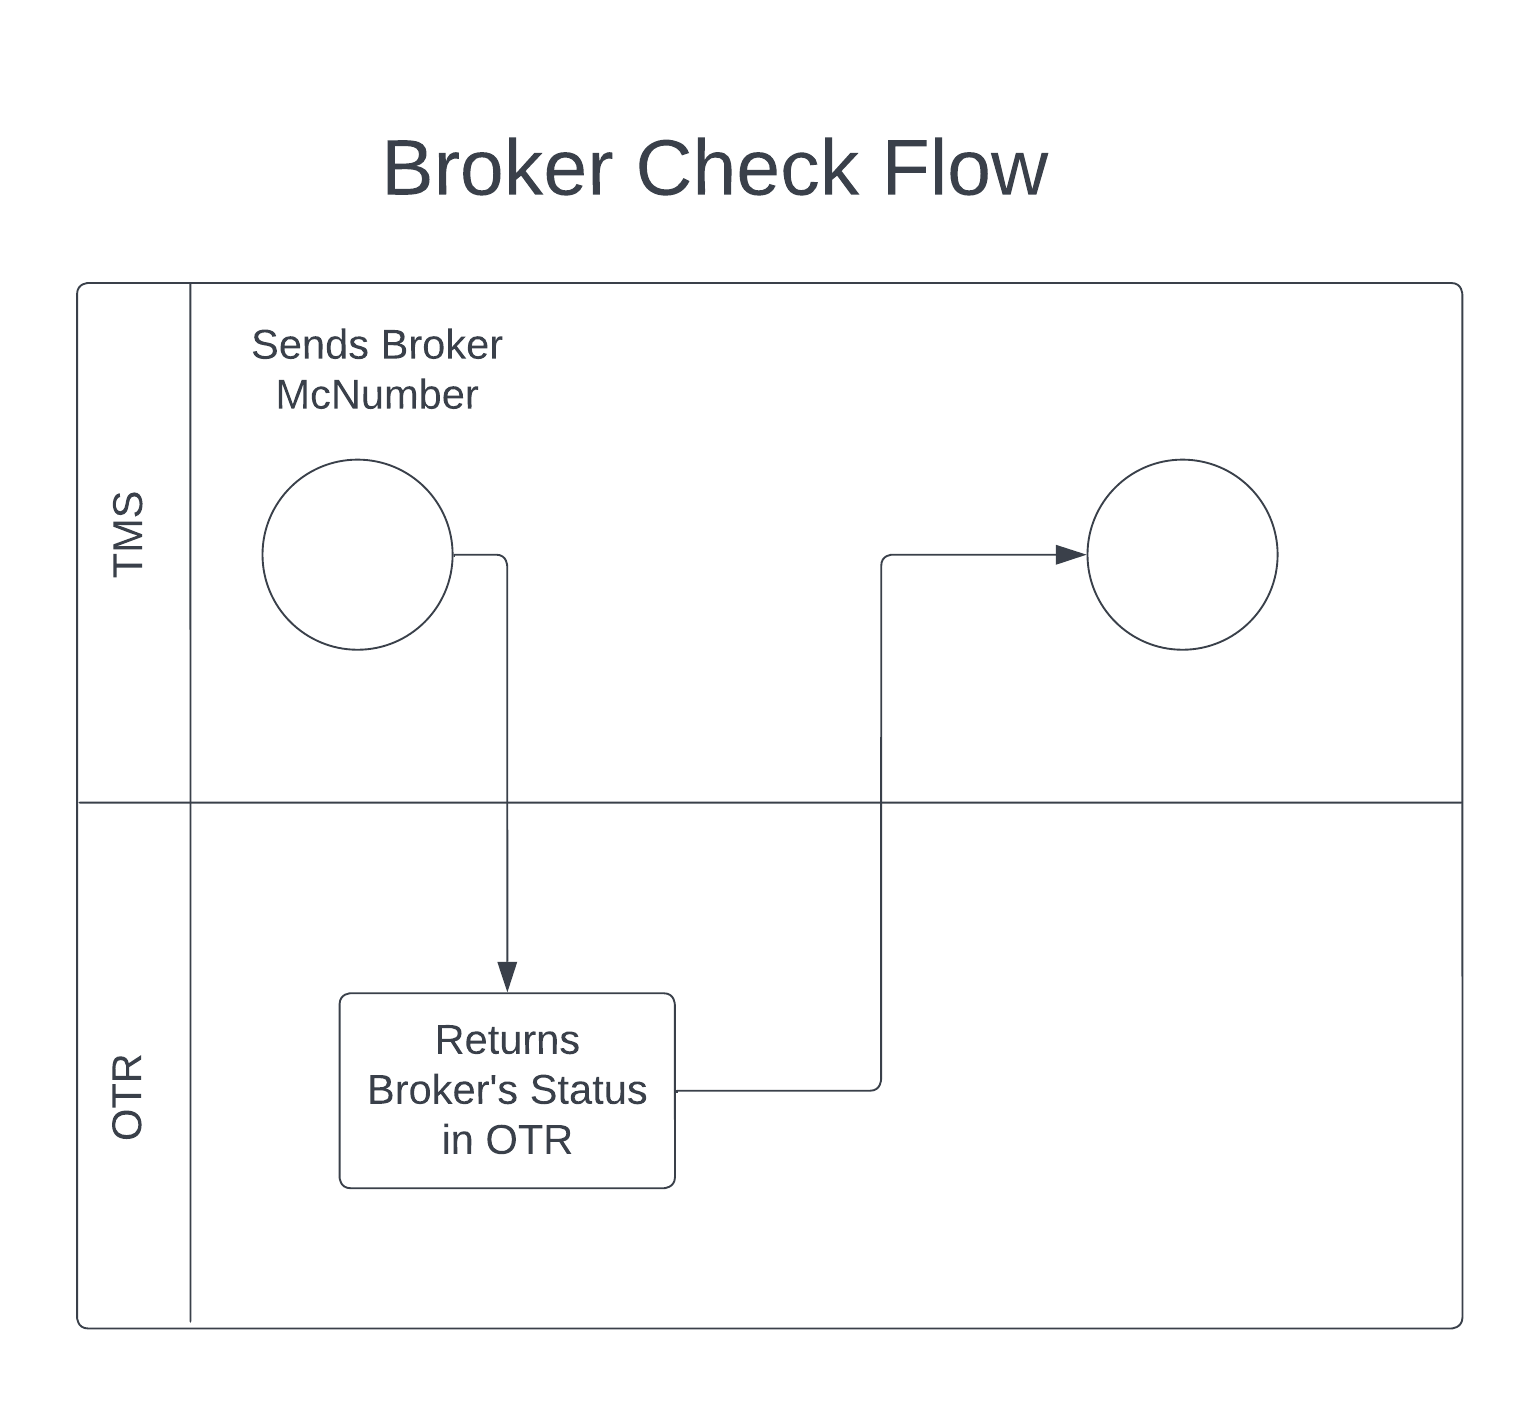 Broker Check Flow
Sends Broker
McNumber
TMS
OTR
Returns
Broker's Status
in OTR